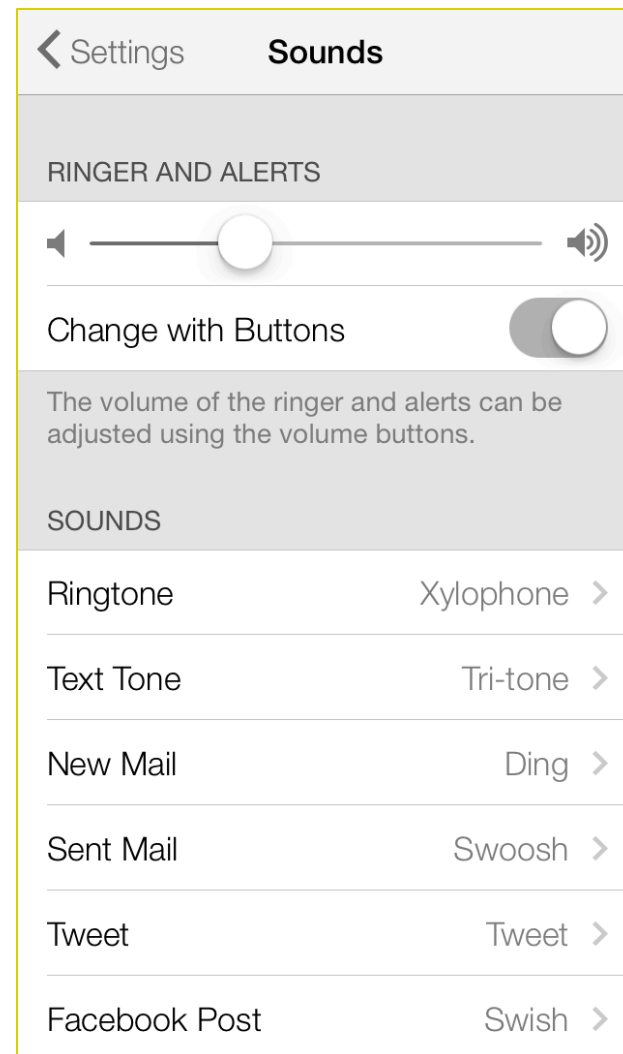 Settings Sounds
RINGER AND ALERTS
Change with Buttons
The volume of the ringer and alerts can be
adjusted using the volume buttons.
SOUNDS
Ringtone Xylophone
Text Tone Tri-tone
New Mail Ding
Sent Mail Swoosh
Tweet Tweet
Facebook Post Swish